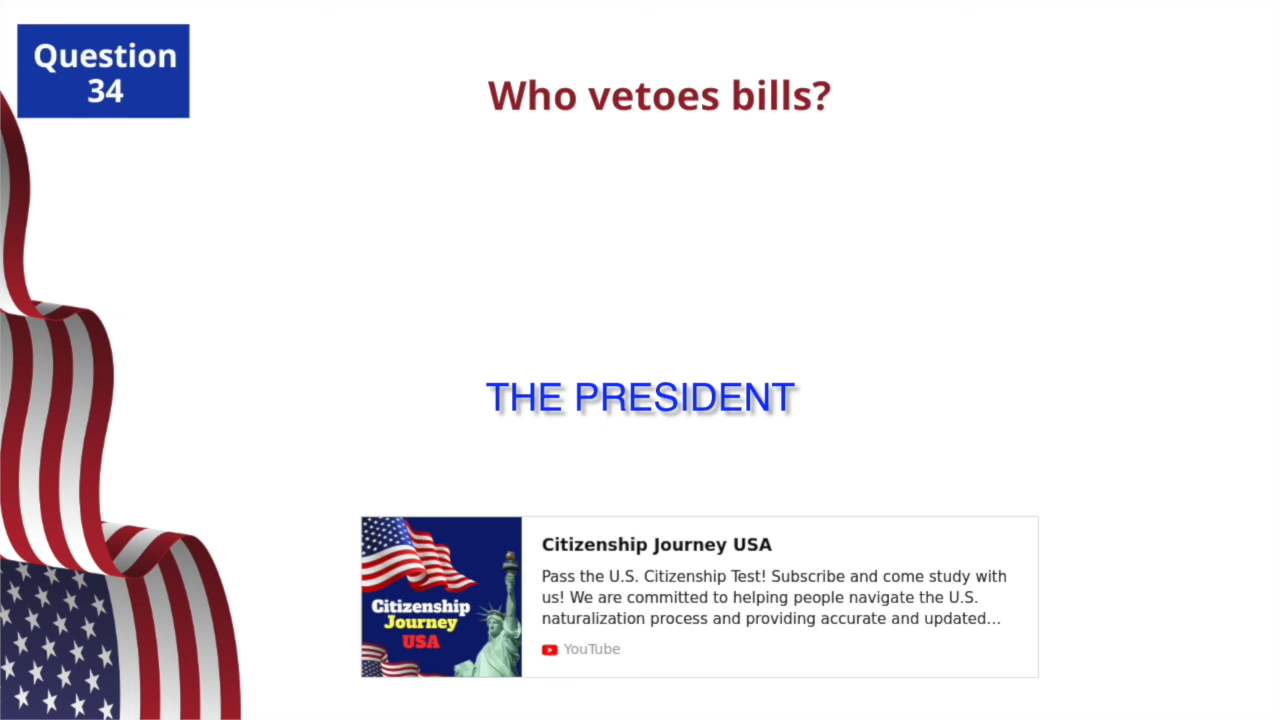 Question
34
Who vetoes bills?
THE PRESIDENT
Citizenship
Journey
USA
Citizenship Journey USA
Pass the U.S. Citizenship Test! Subscribe and come study with
us! We are committed to helping people navigate the U.S.
naturalization process and providing accurate and updated...
YouTube